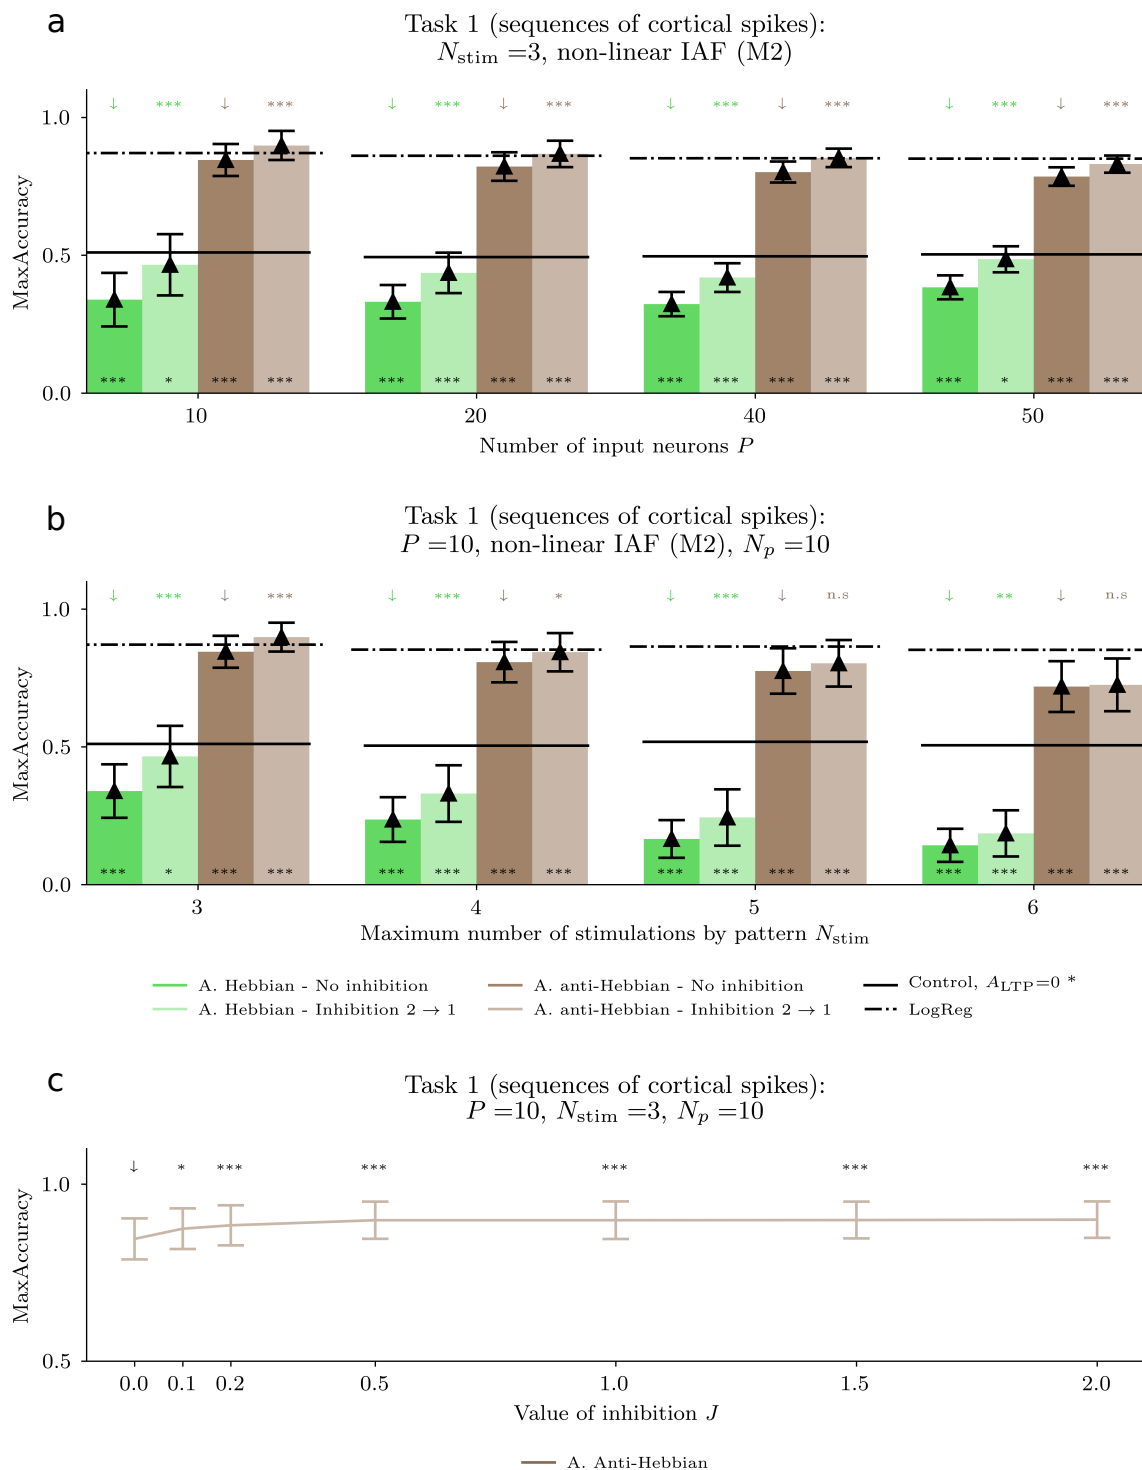 a
Task 1 (sequences of cortical spikes):
N_stim =3, non-linear IAF (M2)
↓ *** ↓ *** ↓ *** ↓ *** ↓ *** ↓ *** ↓ *** ↓ ***
1.0
0.5
0.0
MaxAccuracy
*** * *** *** *** *** *** *** *** *** *** *** *** * *** ***
10 20 40 50
Number of input neurons P
b
Task 1 (sequences of cortical spikes):
P =10, non-linear IAF (M2), N_p =10
↓ *** ↓ *** ↓ *** ↓ * ↓ *** ↓ n.s ↓ ** ↓ n.s
1.0
0.5
0.0
MaxAccuracy
*** * *** *** *** *** *** *** *** *** *** *** *** *** *** ***
3 4 5 6
Maximum number of stimulations by pattern N_stim
A. Hebbian - No inhibition
A. Hebbian - Inhibition 2 → 1
A. anti-Hebbian - No inhibition
A. anti-Hebbian - Inhibition 2 → 1
Control, A_LTP=0 *
LogReg
c
Task 1 (sequences of cortical spikes):
P =10, N_stim =3, N_p =10
↓ * *** *** *** *** ***
1.0
0.5
MaxAccuracy
0.0 0.1 0.2 0.5 1.0 1.5 2.0
Value of inhibition J
A. Anti-Hebbian